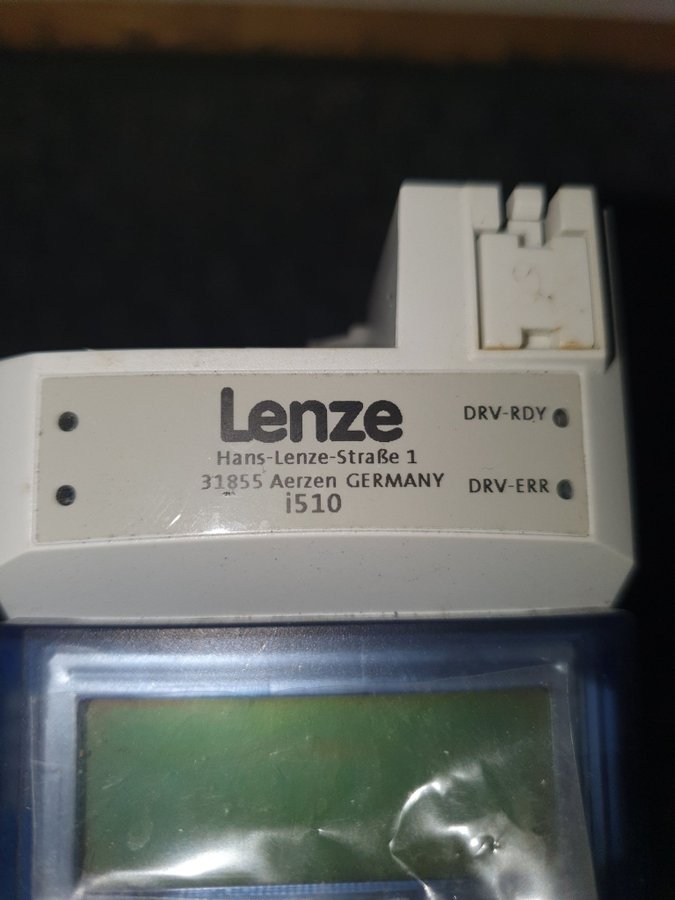 Lenze
Hans-Lenze-Straße 1
31855 Aerzen GERMANY
i510
DRV-RDY
DRV-ERR